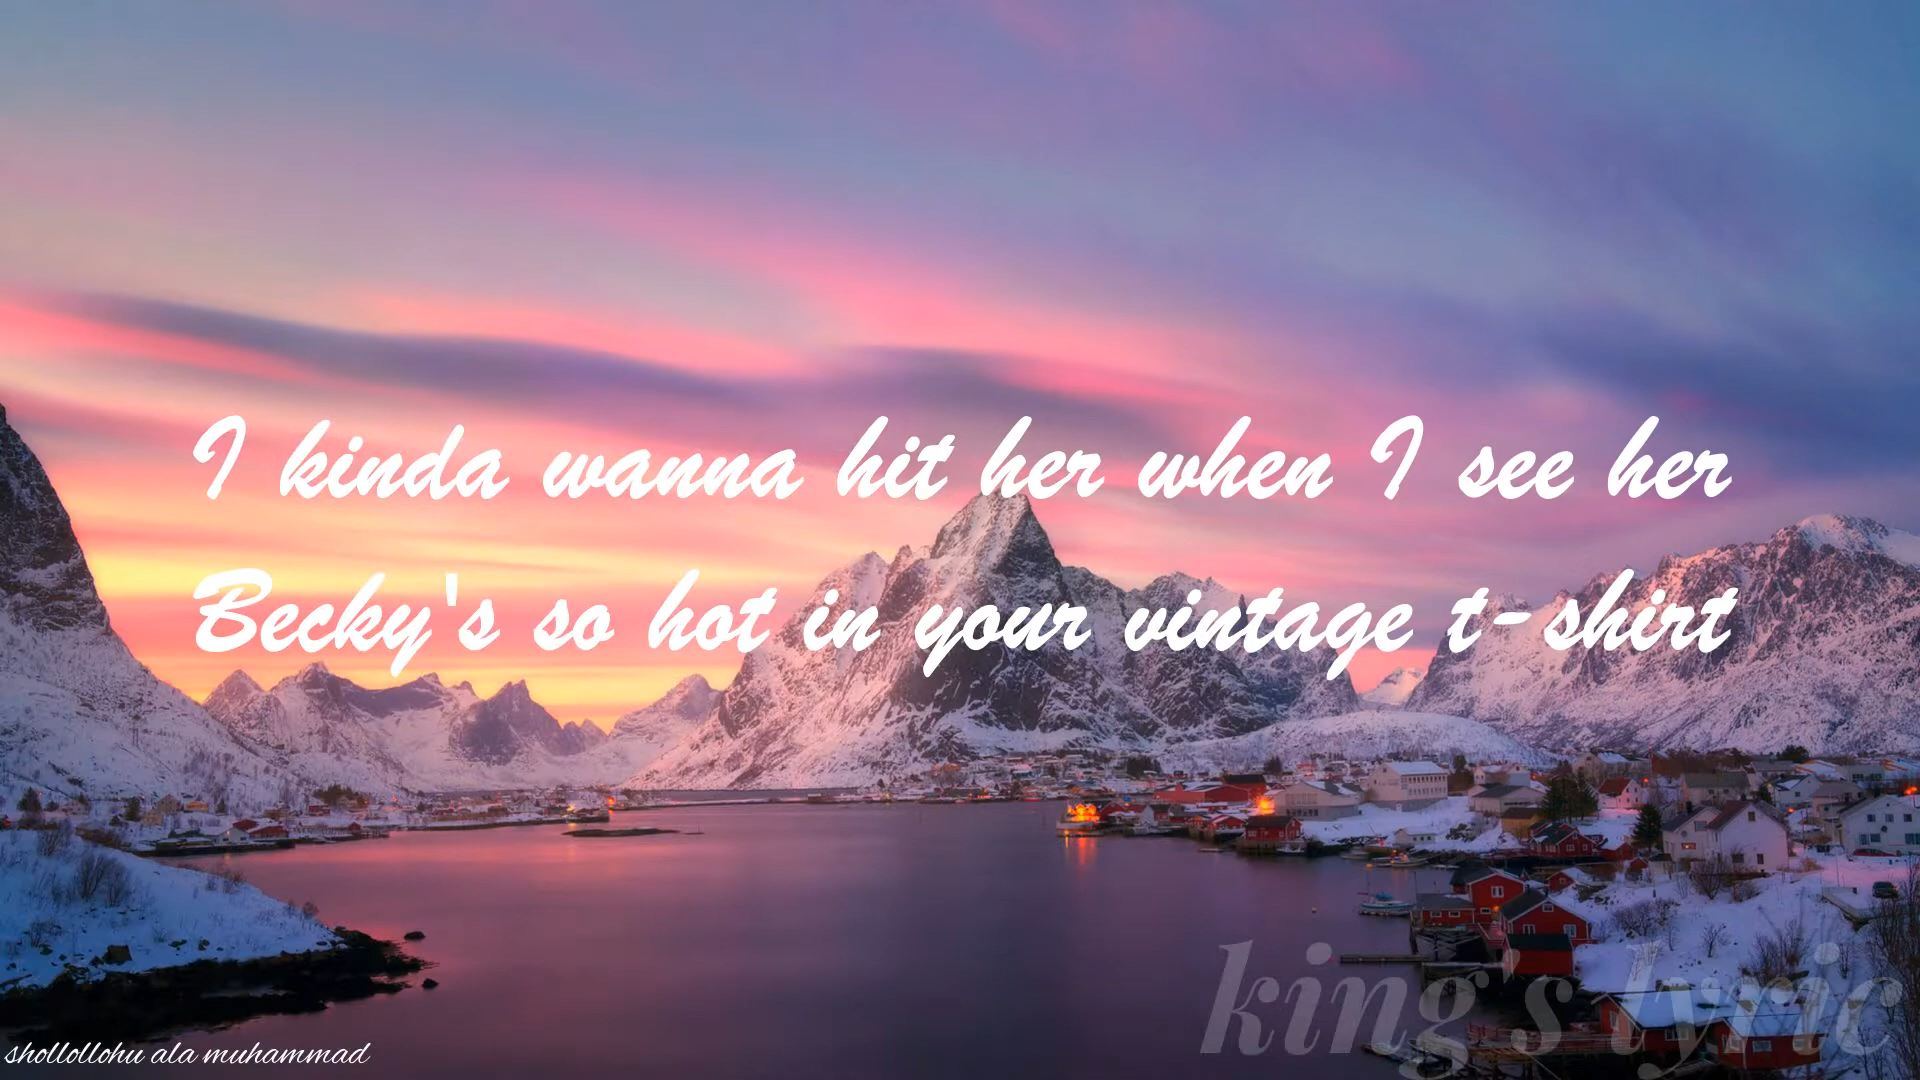 I kinda wanna hit her when I see her
Becky's so hot in your vintage t-shirt
king's lyric
shollollohu ala muhammad